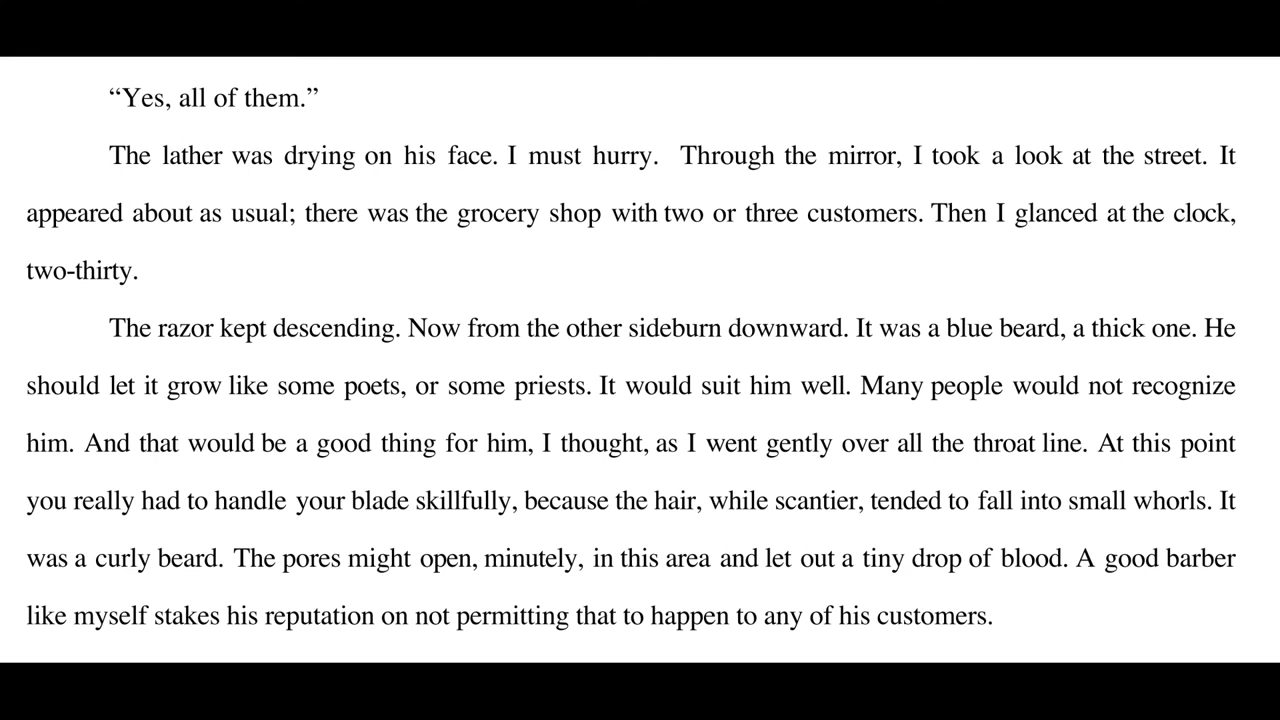 “Yes, all of them.”
The lather was drying on his face. I must hurry. Through the mirror, I took a look at the street. It
appeared about as usual; there was the grocery shop with two or three customers. Then I glanced at the clock,
two-thirty.
The razor kept descending. Now from the other sideburn downward. It was a blue beard, a thick one. He
should let it grow like some poets, or some priests. It would suit him well. Many people would not recognize
him. And that would be a good thing for him, I thought, as I went gently over all the throat line. At this point
you really had to handle your blade skillfully, because the hair, while scantier, tended to fall into small whorls. It
was a curly beard. The pores might open, minutely, in this area and let out a tiny drop of blood. A good barber
like myself stakes his reputation on not permitting that to happen to any of his customers.